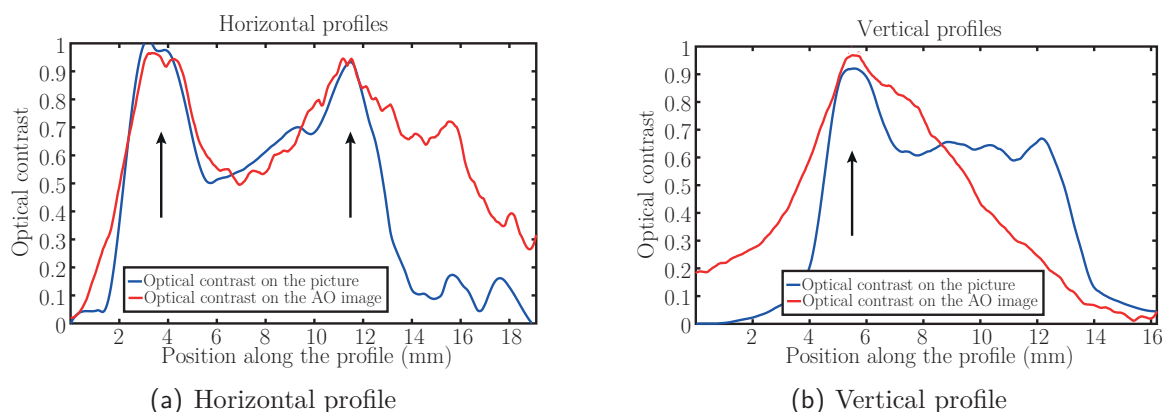 Horizontal profiles
1
0.9
0.8
0.7
0.6
0.5
0.4
0.3
0.2
0.1
0
Optical contrast
Optical contrast on the picture
Optical contrast on the AO image
2 4 6 8 10 12 14 16 18
Position along the profile (mm)
(a) Horizontal profile
Vertical profiles
1
0.9
0.8
0.7
0.6
0.5
0.4
0.3
0.2
0.1
0
Optical contrast
Optical contrast on the picture
Optical contrast on the AO image
2 4 6 8 10 12 14 16
Position along the profile (mm)
(b) Vertical profile